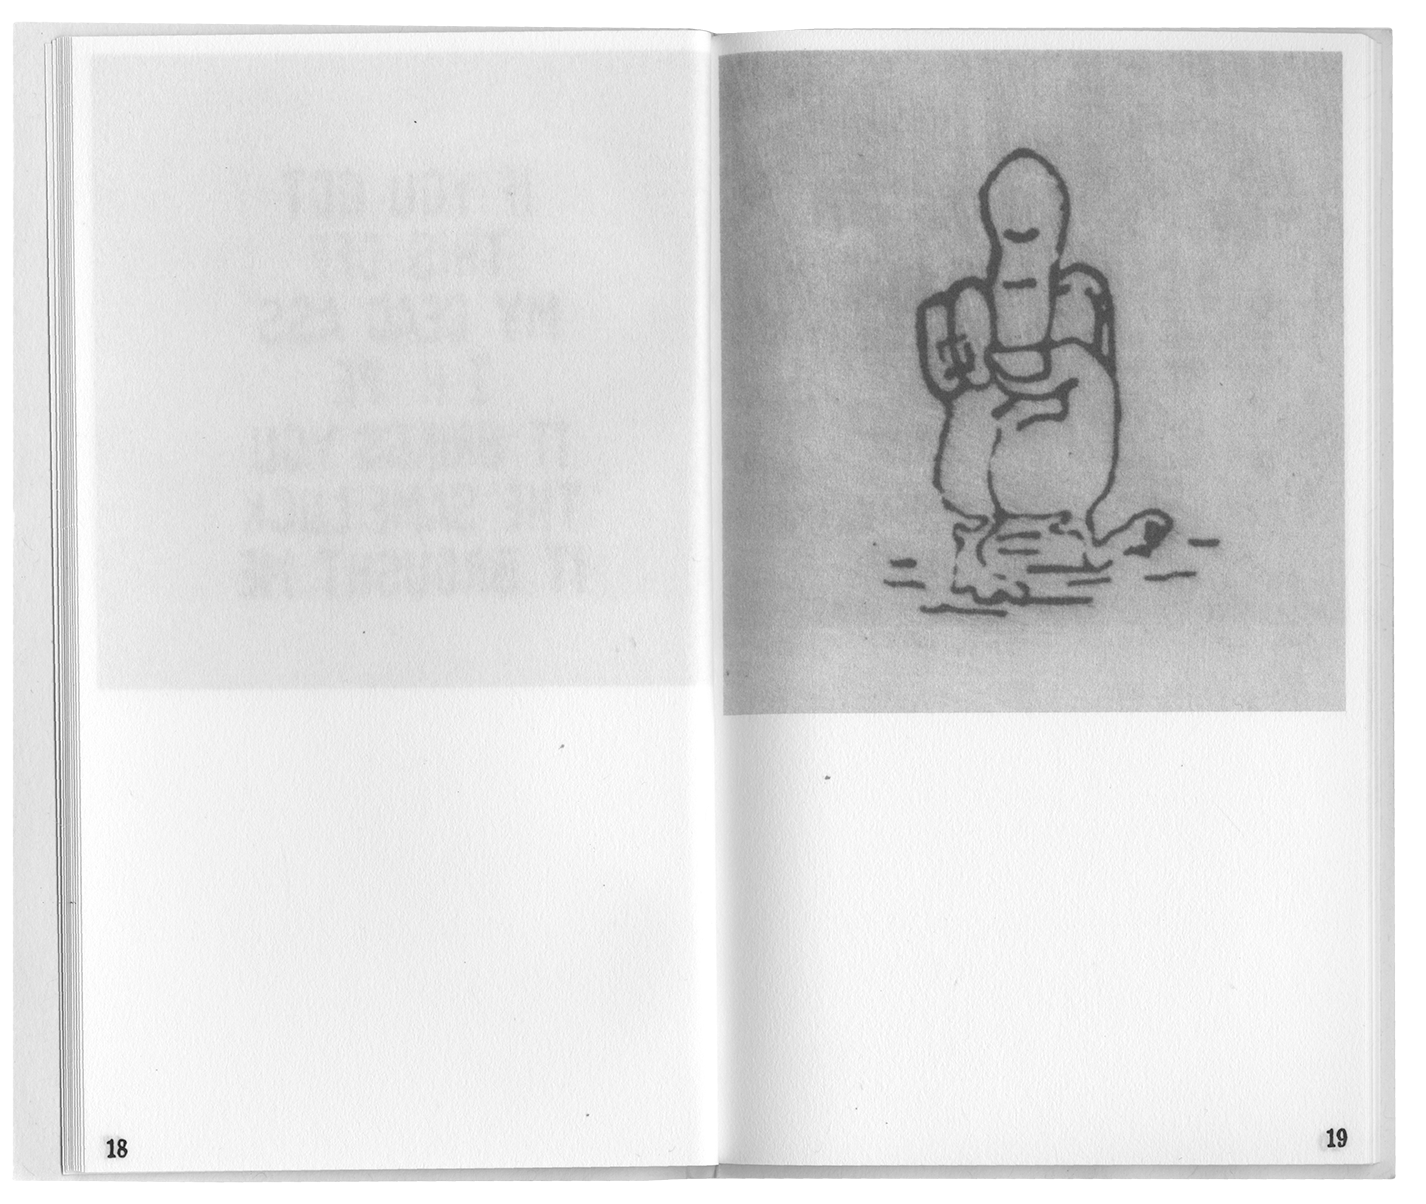 IF YOU GOT
THIS OFF
MY DEAD ASS
I HOPE
IT BRINGS YOU
THE SAME LUCK
IT BROUGHT ME
18
19